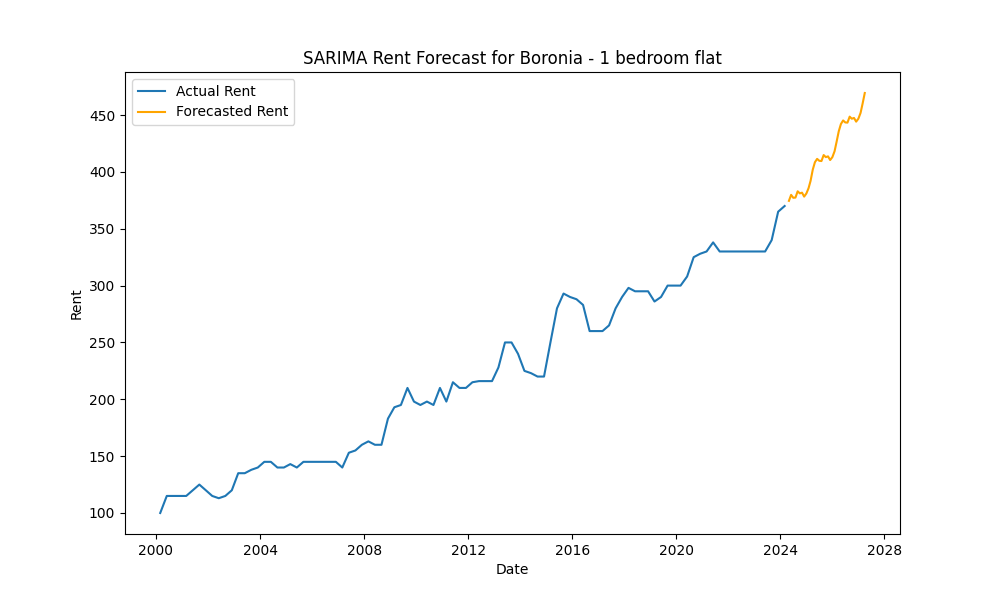 SARIMA Rent Forecast for Boronia - 1 bedroom flat
Actual Rent
Forecasted Rent
450
400
350
300
250
200
150
100
Rent
2000 2004 2008 2012 2016 2020 2024 2028
Date